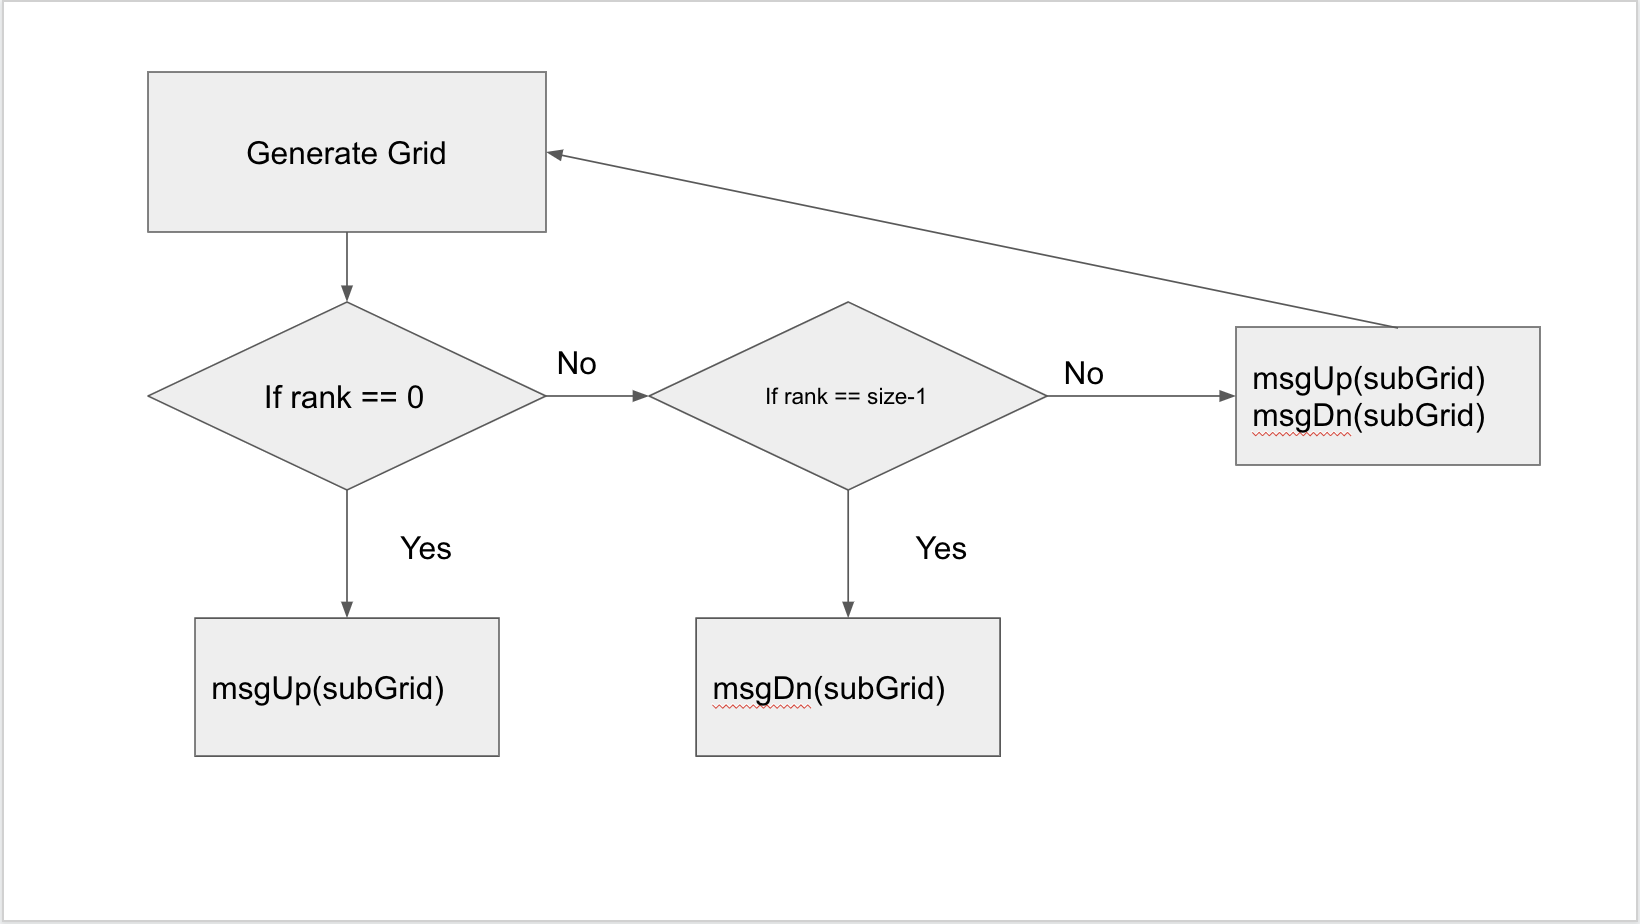 Generate Grid
If rank == 0
No
If rank == size-1
No
msgUp(subGrid)
msgDn(subGrid)
Yes
Yes
msgUp(subGrid)
msgDn(subGrid)